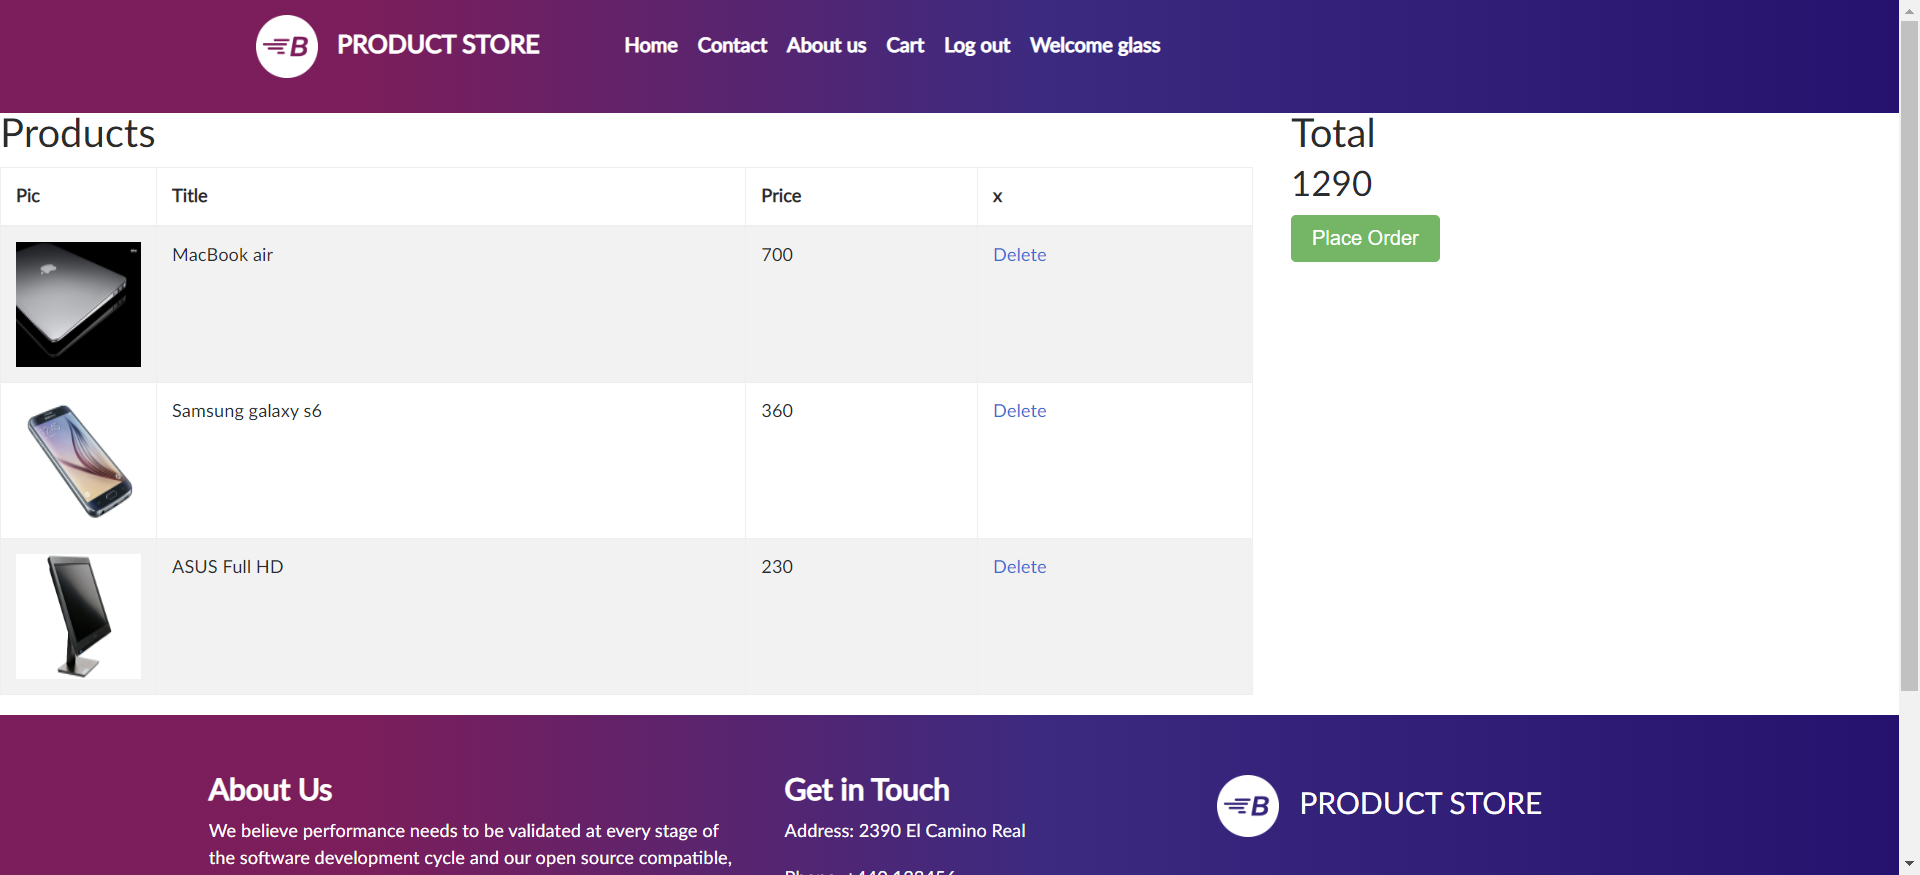 B PRODUCT STORE Home Contact About us Cart Log out Welcome glass
Products
Total
1290
Place Order
Pic Title Price x
MacBook air 700 Delete
Samsung galaxy s6 360 Delete
ASUS Full HD 230 Delete
About Us
We believe performance needs to be validated at every stage of
the software development cycle and our open source compatible,
Get in Touch
Address: 2390 El Camino Real
B PRODUCT STORE